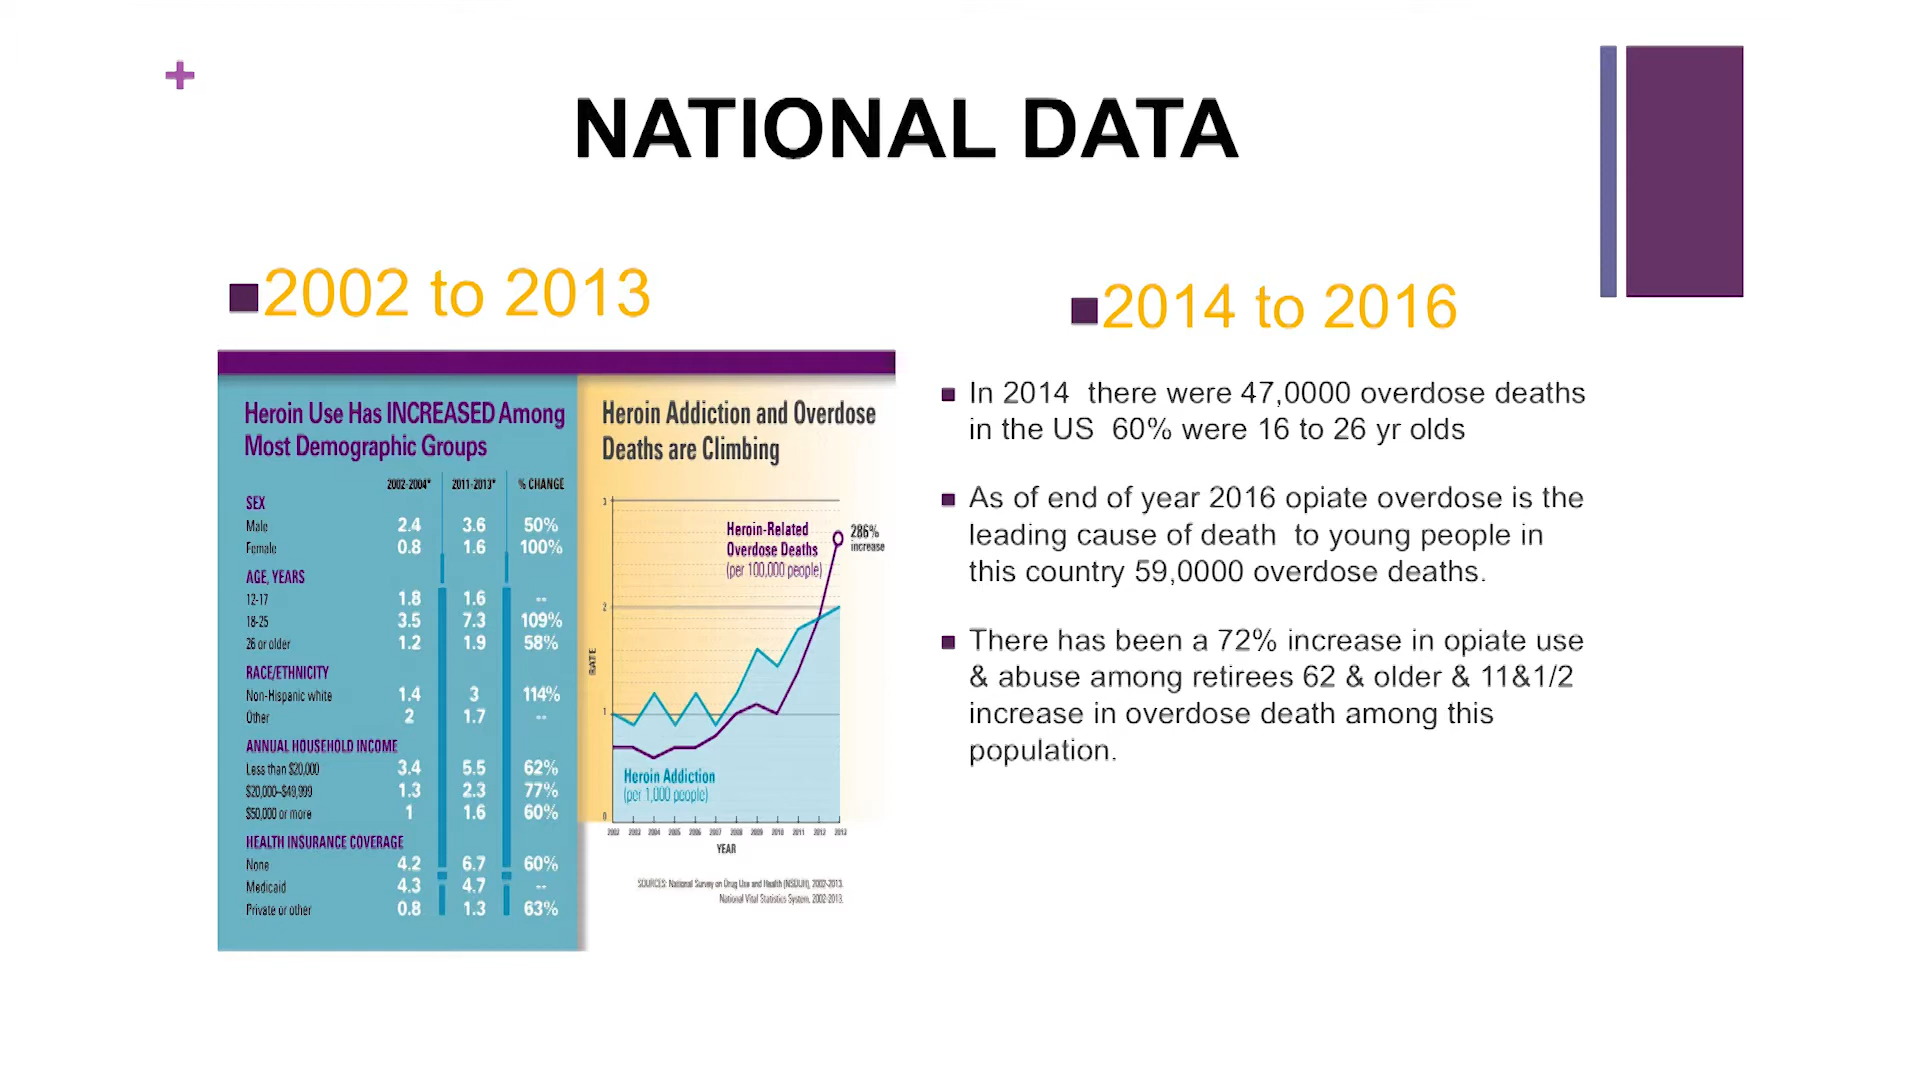 +
NATIONAL DATA
2002 to 2013
Heroin Use Has INCREASED Among
Most Demographic Groups
2002-2004* 2011-2013* % CHANGE
SEX
Male 2.4 3.6 50%
Female 0.8 1.6 100%
AGE, YEARS
12-17 1.8 1.6 --
18-25 3.5 7.3 109%
26 or older 1.2 1.9 58%
RACE/ETHNICITY
Non-Hispanic white 1.4 3 114%
Other 2 1.7 --
ANNUAL HOUSEHOLD INCOME
Less than $20,000 3.4 5.5 62%
$20,000–$49,999 1.3 2.3 77%
$50,000 or more 1 1.6 60%
HEALTH INSURANCE COVERAGE
None 4.2 6.7 60%
Medicaid 4.3 4.7 --
Private or other 0.8 1.3 63%
Heroin Addiction and Overdose
Deaths are Climbing
3
2
1
0
RATE
Heroin-Related
Overdose Deaths
(per 100,000 people)
286%
increase
Heroin Addiction
(per 1,000 people)
2002 2003 2004 2005 2006 2007 2008 2009 2010 2011 2012 2013
YEAR
SOURCES: National Survey on Drug Use and Health (NSDUH), 2002-2013.
National Vital Statistics System, 2002-2013.
2014 to 2016
In 2014 there were 47,0000 overdose deaths
in the US 60% were 16 to 26 yr olds
As of end of year 2016 opiate overdose is the
leading cause of death to young people in
this country 59,0000 overdose deaths.
There has been a 72% increase in opiate use
& abuse among retirees 62 & older & 11&1/2
increase in overdose death among this
population.